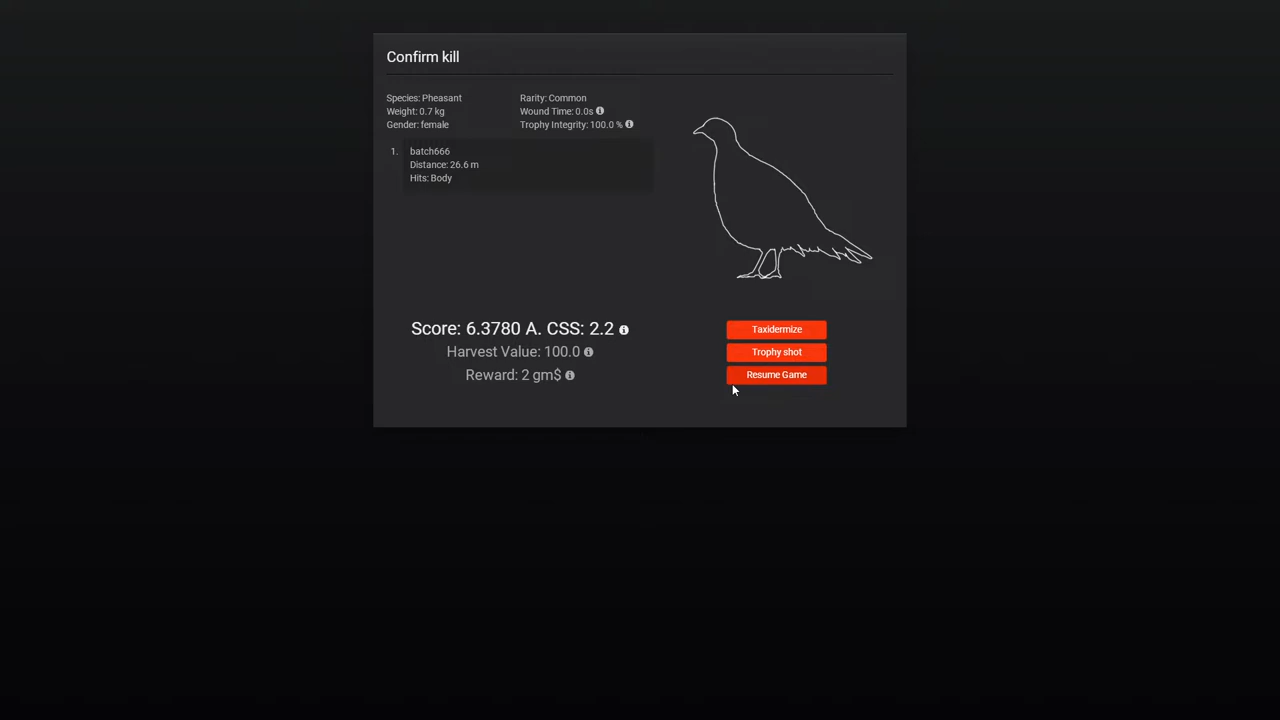 Confirm kill
Species: Pheasant
Weight: 0.7 kg
Gender: female
Rarity: Common
Wound Time: 0.0s
Trophy Integrity: 100.0 %
1.
batch666
Distance: 26.6 m
Hits: Body
Score: 6.3780 A. CSS: 2.2
Harvest Value: 100.0
Reward: 2 gm$
Taxidermize
Trophy shot
Resume Game